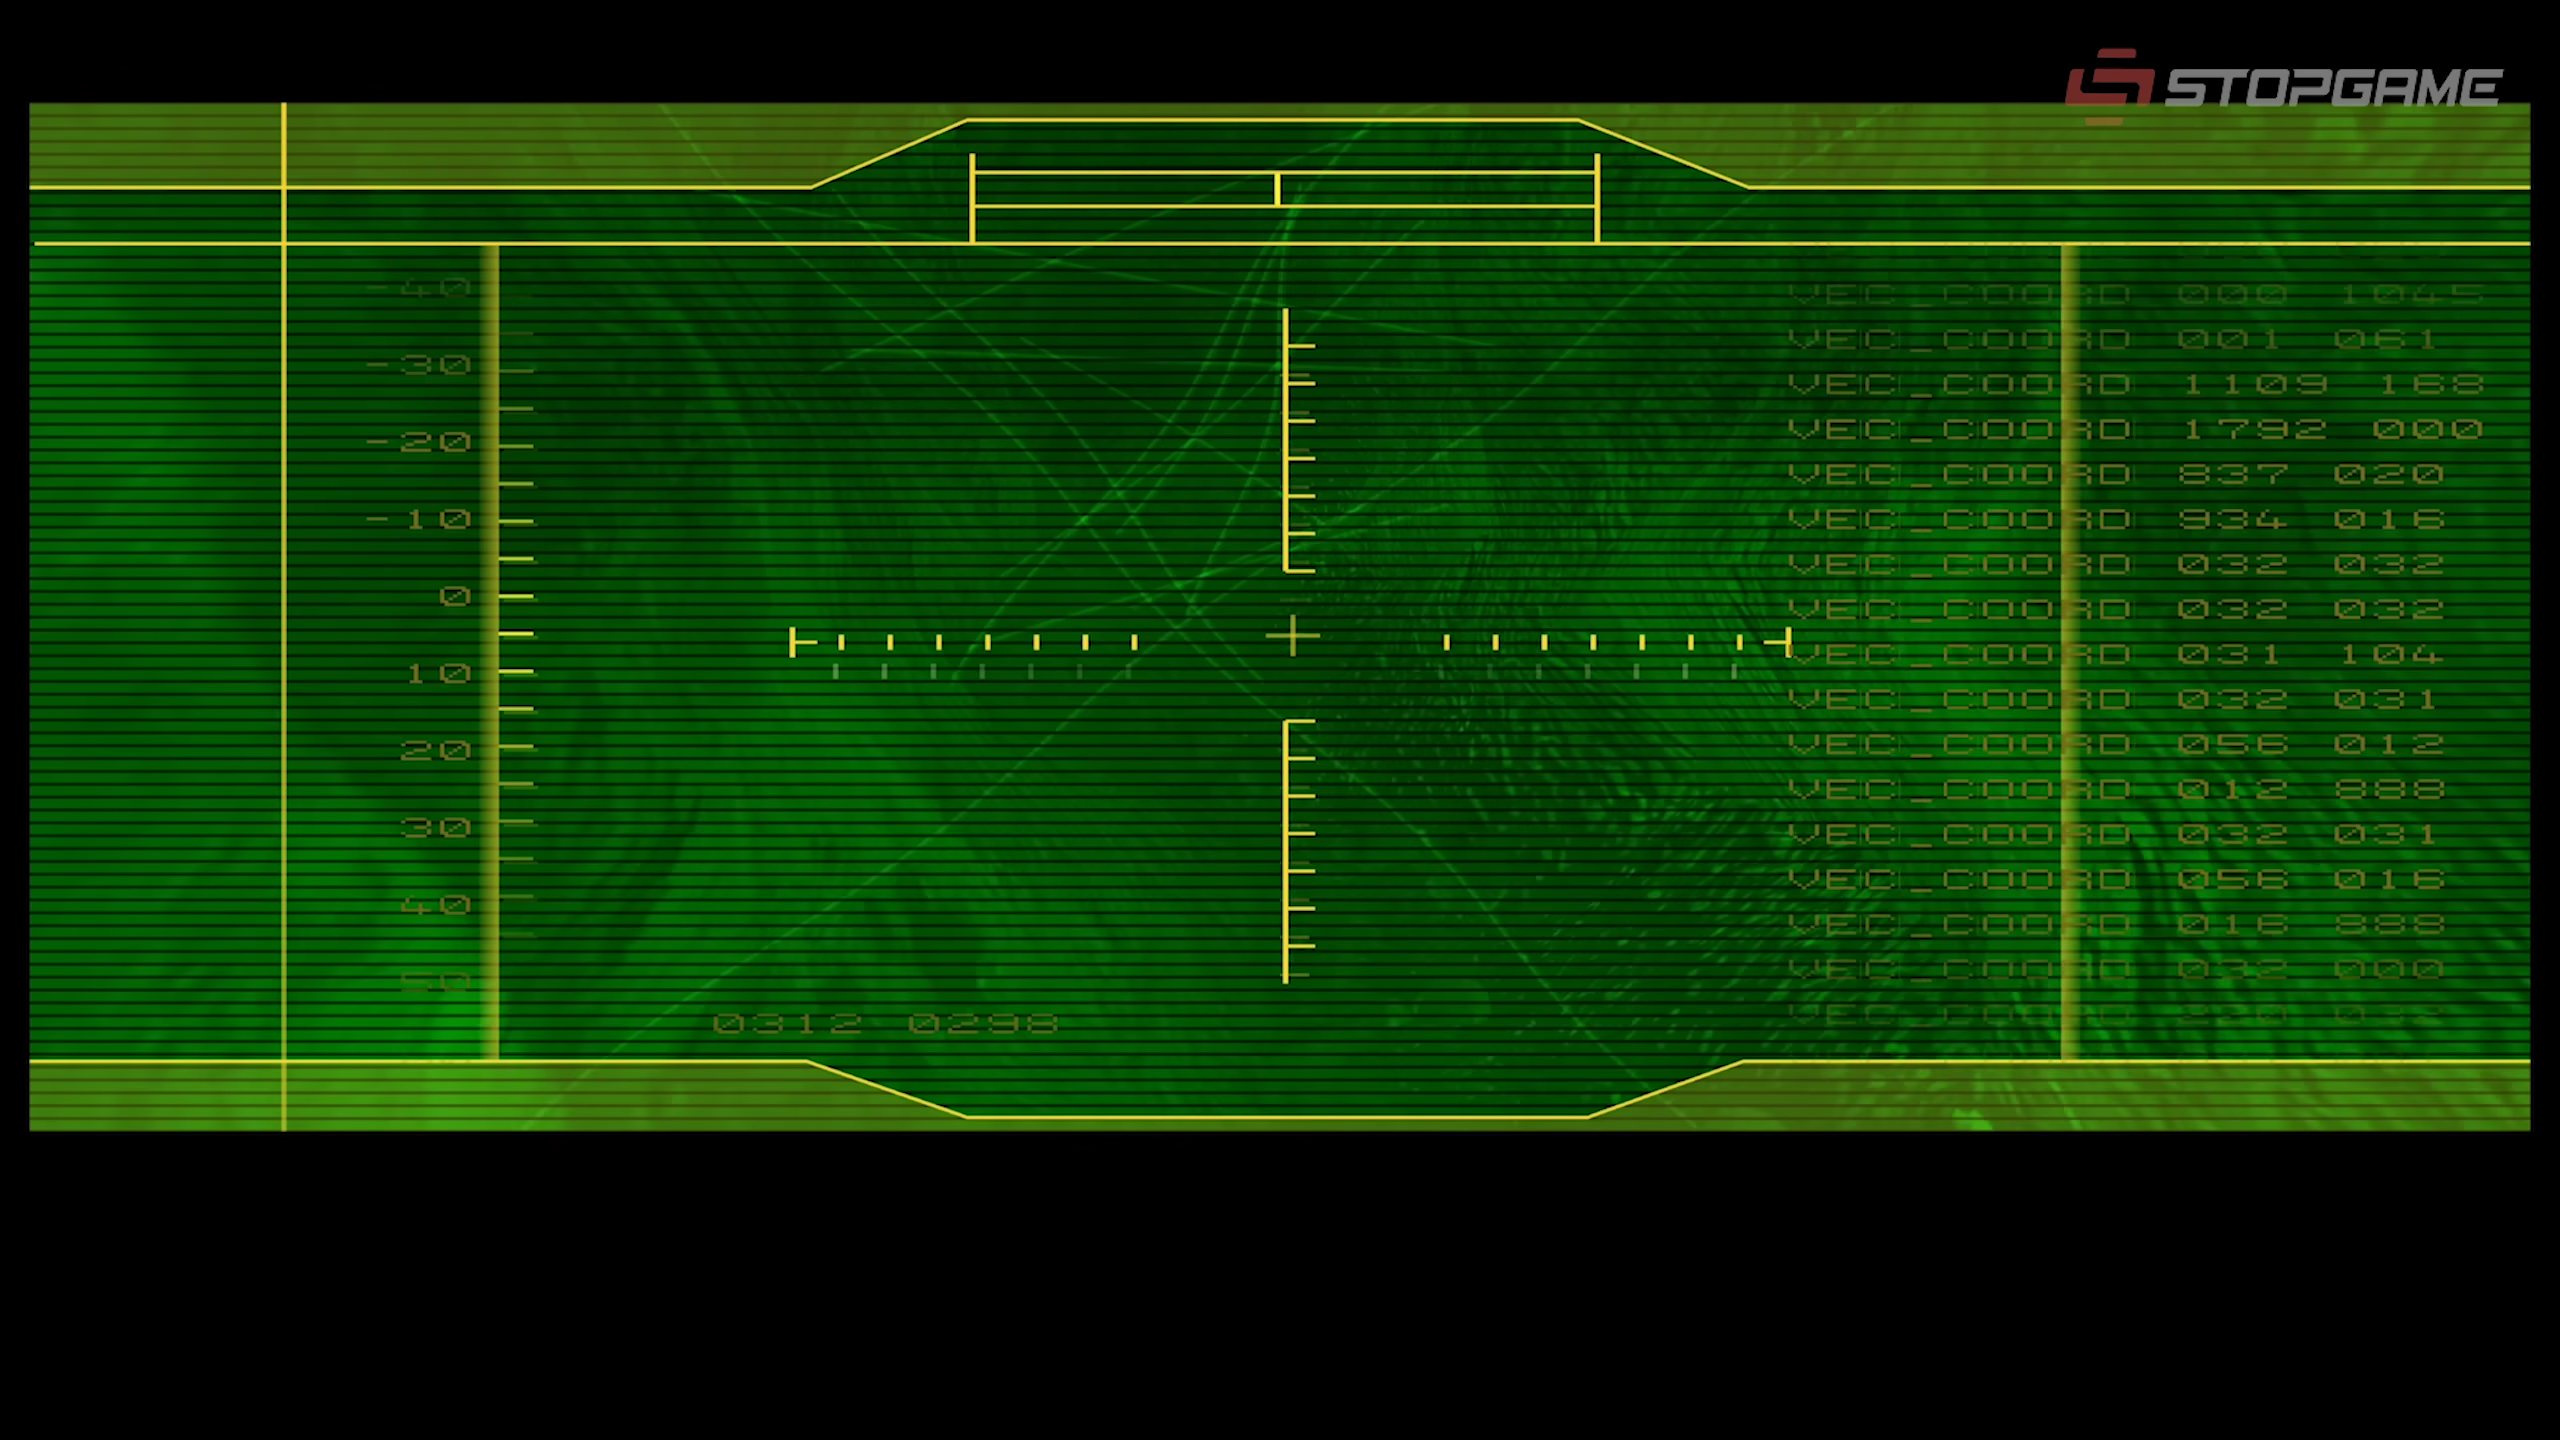 STOPGAME
-40
-30
-20
-10
0
10
20
30
40
50
VEC_COORD 000 1045
VEC_COORD 001 061
VEC_COORD 1109 168
VEC_COORD 1792 000
VEC_COORD 837 020
VEC_COORD 934 016
VEC_COORD 032 032
VEC_COORD 032 032
VEC_COORD 031 104
VEC_COORD 032 031
VEC_COORD 056 012
VEC_COORD 012 888
VEC_COORD 032 031
VEC_COORD 056 016
VEC_COORD 016 888
VEC_COORD 032 000
VEC_COORD
0312 0298